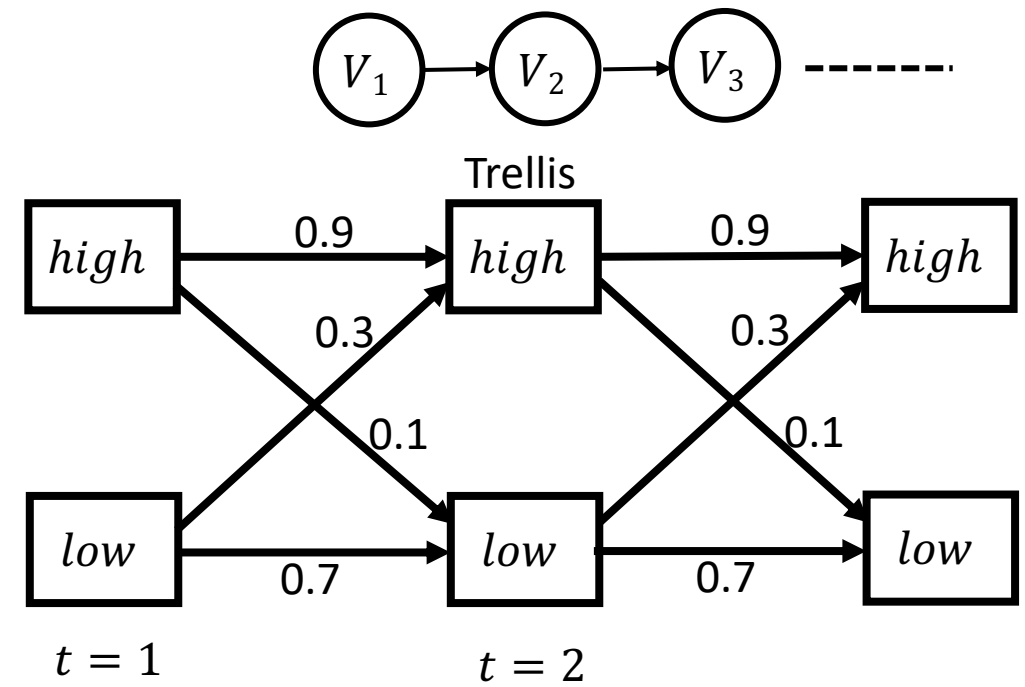 V₁ V₂ V₃
Trellis
high 0.9 high 0.9 high
0.3 0.3
0.1 0.1
low 0.7 low 0.7 low
t = 1 t = 2